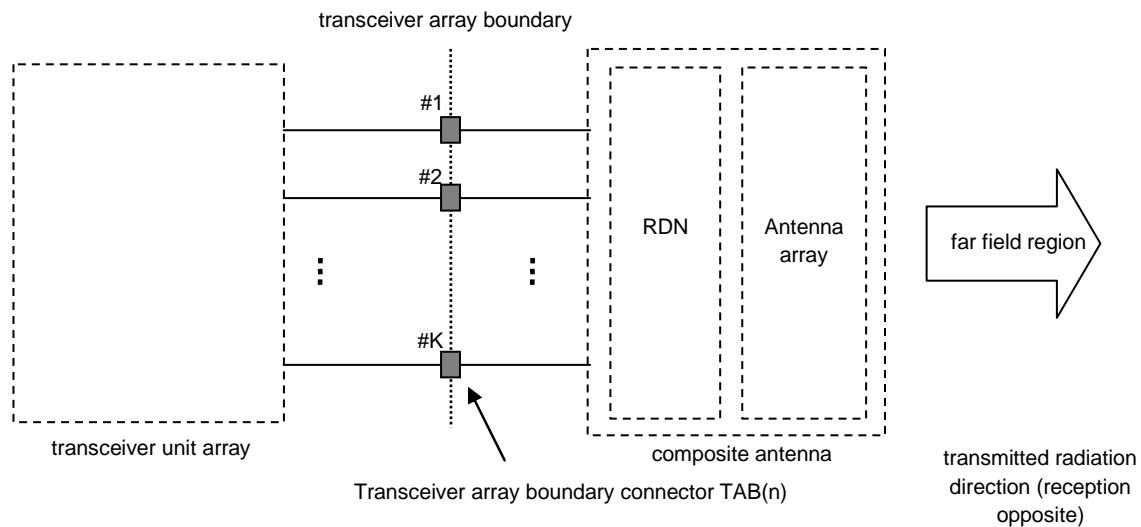 transceiver array boundary
#1
#2
#K
RDN
Antenna
array
far field region
transceiver unit array
composite antenna
Transceiver array boundary connector TAB(n)
transmitted radiation
direction (reception
opposite)